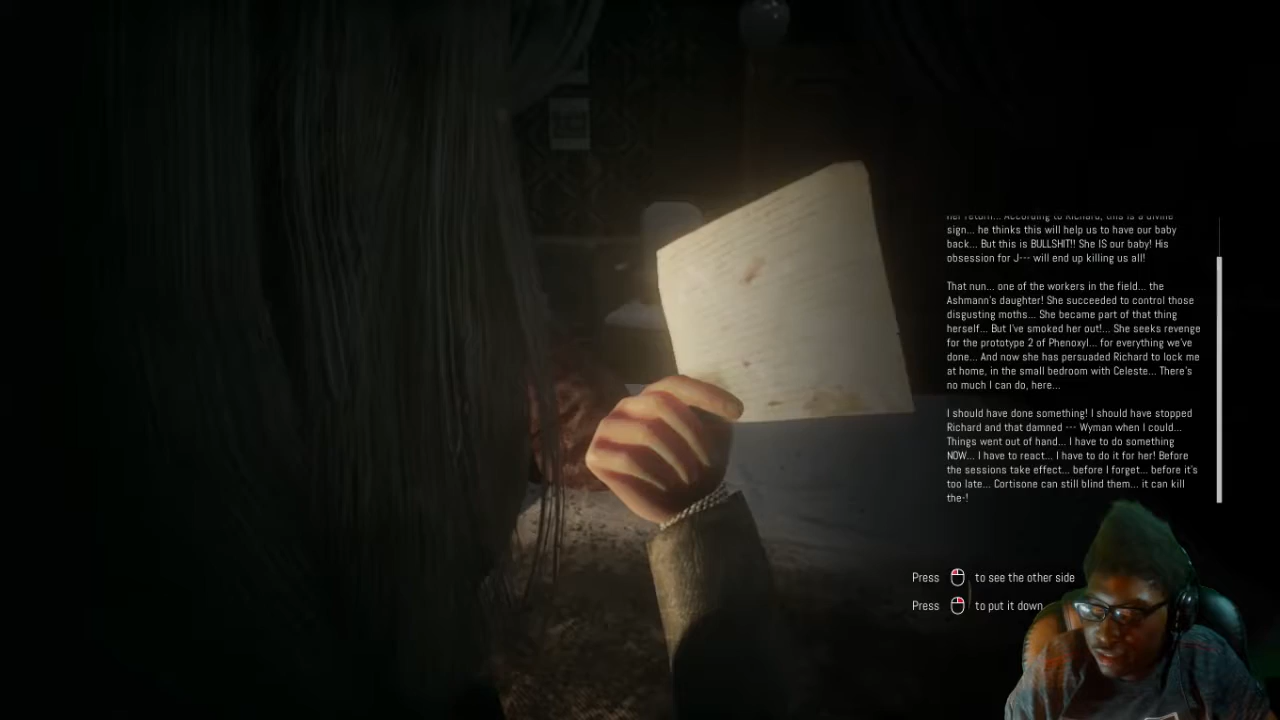 her return... According to Richard, this is a divine
sign... he thinks this will help us to have our baby
back... But this is BULLSHIT!! She IS our baby! His
obsession for J--- will end up killing us all!
That nun... one of the workers in the field... the
Ashmann's daughter! She succeeded to control those
disgusting moths... She became part of that thing
herself... But I've smoked her out!... She seeks revenge
for the prototype 2 of Phenoxyl... for everything we've
done... And now she has persuaded Richard to lock me
at home, in the small bedroom with Celeste... There's
no much I can do, here...
I should have done something! I should have stopped
Richard and that damned --- Wyman when I could...
Things went out of hand... I have to do something
NOW... I have to react... I have to do it for her! Before
the sessions take effect... before I forget... before it's
too late... Cortisone can still blind them... it can kill
the-!
Press to see the other side
Press to put it down